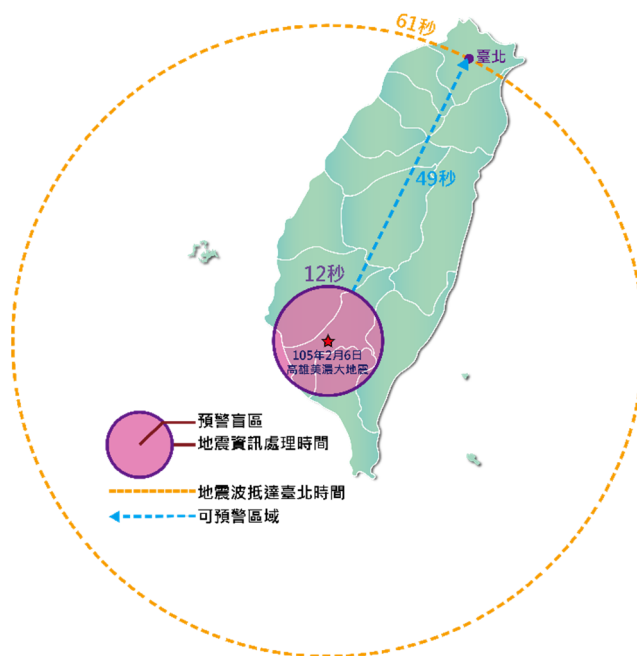 61秒
臺北
49秒
12秒
105年2月6日
高雄美濃大地震
預警盲區
地震資訊處理時間
地震波抵達臺北時間
可預警區域